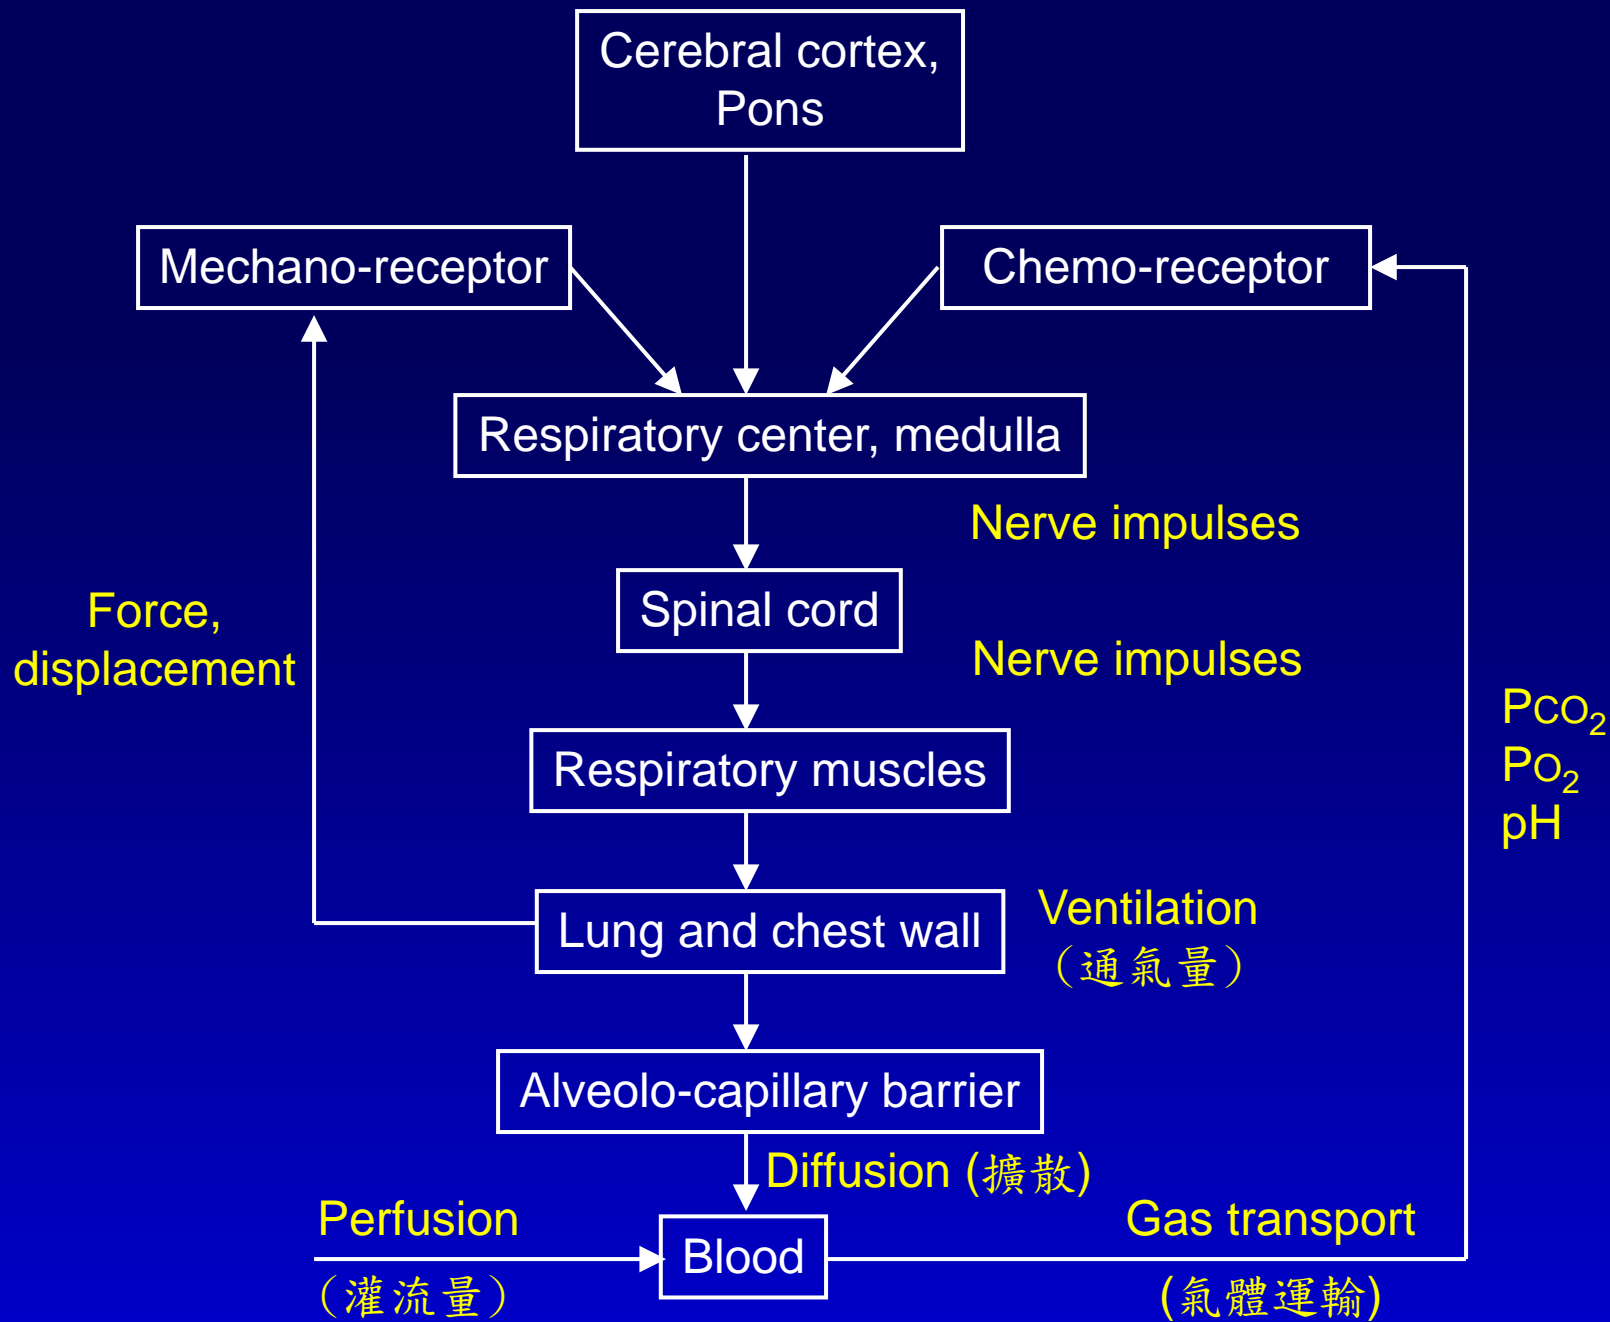 Cerebral cortex,
Pons
Mechano-receptor
Chemo-receptor
Respiratory center, medulla
Nerve impulses
Spinal cord
Force,
displacement
Nerve impulses
PCO₂
PO₂
pH
Respiratory muscles
Lung and chest wall
Ventilation
（通氣量）
Alveolo-capillary barrier
Diffusion (擴散)
Perfusion
（灌流量）
Blood
Gas transport
(氣體運輸)